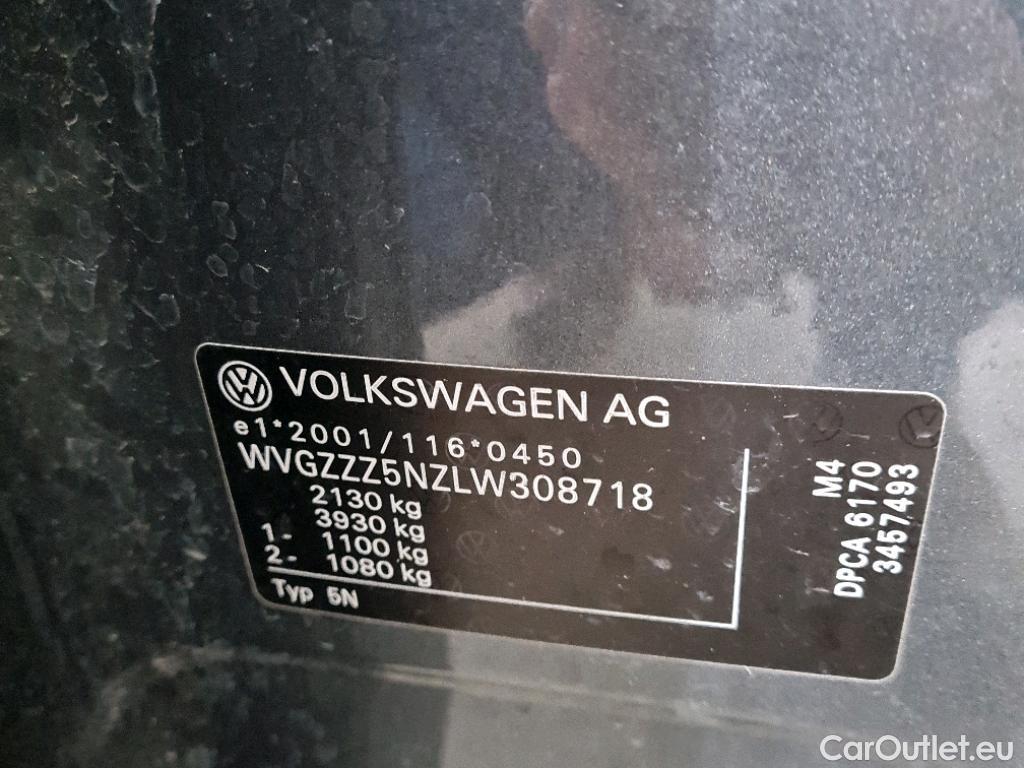 VOLKSWAGEN AG
e1*2001/116*0450
WVGZZZ5NZLW308718
2130 kg
3930 kg
1- 1100 kg
2- 1080 kg
Typ 5N
M4
DPCA 6170
3457493
CarOutlet.eu